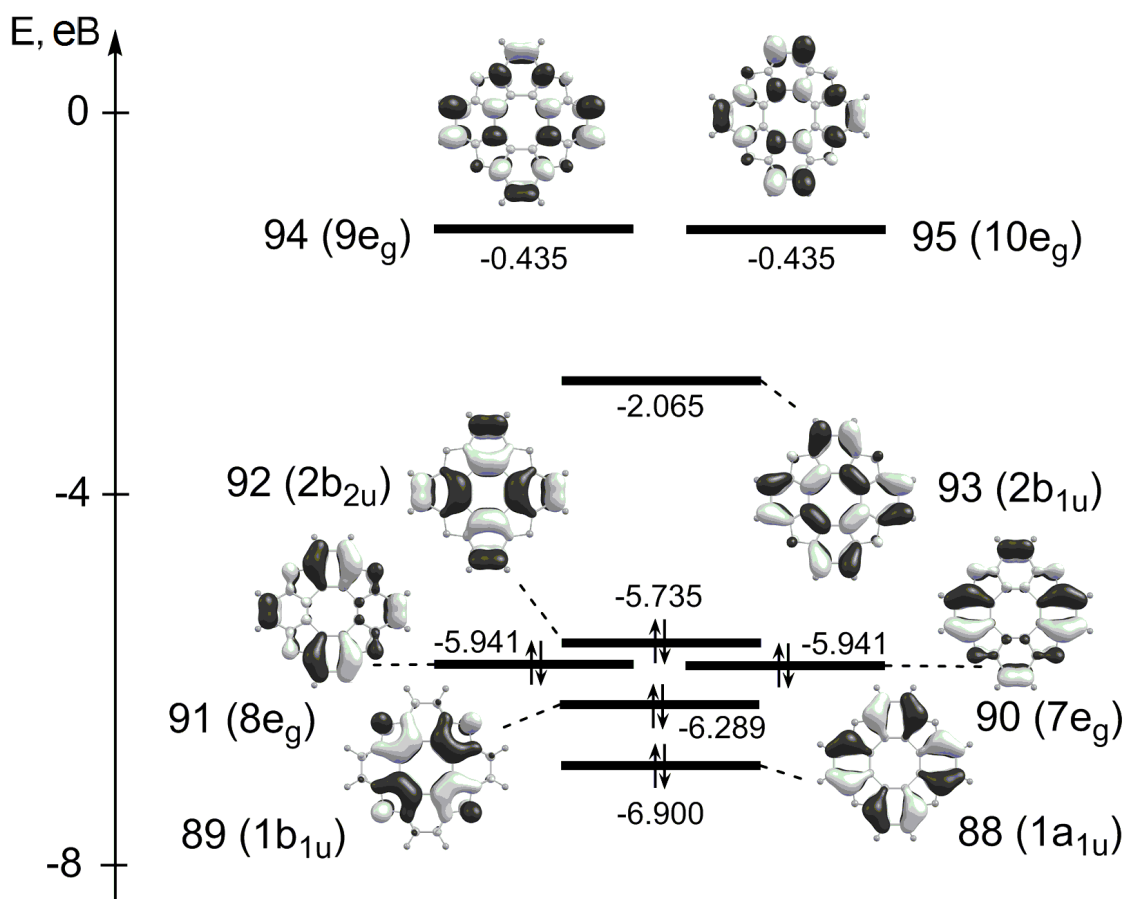 E, eB
0
94 (9eg)
-0.435
-0.435
95 (10eg)
-2.065
-4
92 (2b2u)
93 (2b1u)
-5.735
-5.941
-5.941
91 (8eg)
-6.289
90 (7eg)
89 (1b1u)
-6.900
88 (1a1u)
-8